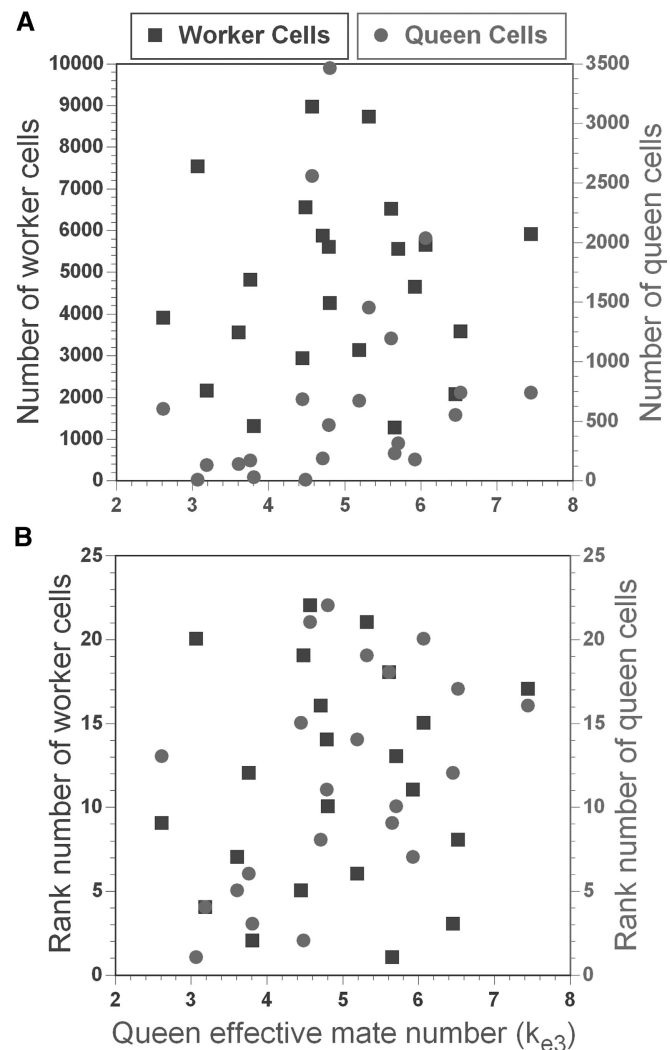 A
Worker Cells
Queen Cells
Number of worker cells
10000
9000
8000
7000
6000
5000
4000
3000
2000
1000
0
3500
3000
2500
2000
1500
1000
500
0
Number of queen cells
2 3 4 5 6 7 8
B
Rank number of worker cells
25
20
15
10
5
0
25
20
15
10
5
0
Rank number of queen cells
2 3 4 5 6 7 8
Queen effective mate number (ke3)